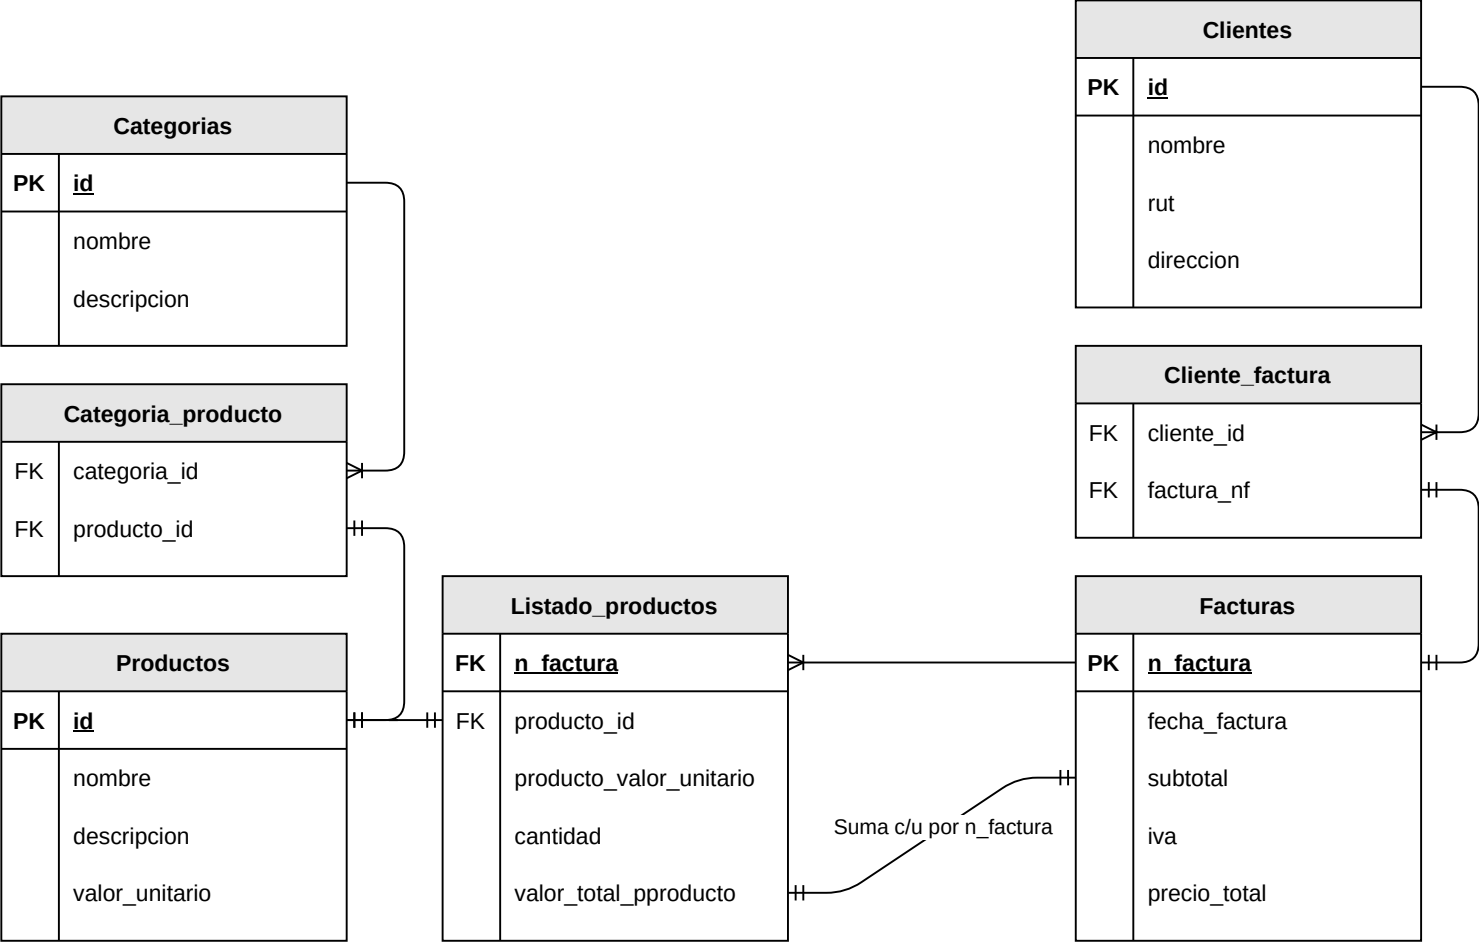 Categorias
PK id
nombre
descripcion
Categoria_producto
FK categoria_id
FK producto_id
Productos
PK id
nombre
descripcion
valor_unitario
Listado_productos
FK n_factura
FK producto_id
producto_valor_unitario
cantidad
valor_total_pproducto
Suma c/u por n_factura
Clientes
PK id
nombre
rut
direccion
Cliente_factura
FK cliente_id
FK factura_nf
Facturas
PK n_factura
fecha_factura
subtotal
iva
precio_total